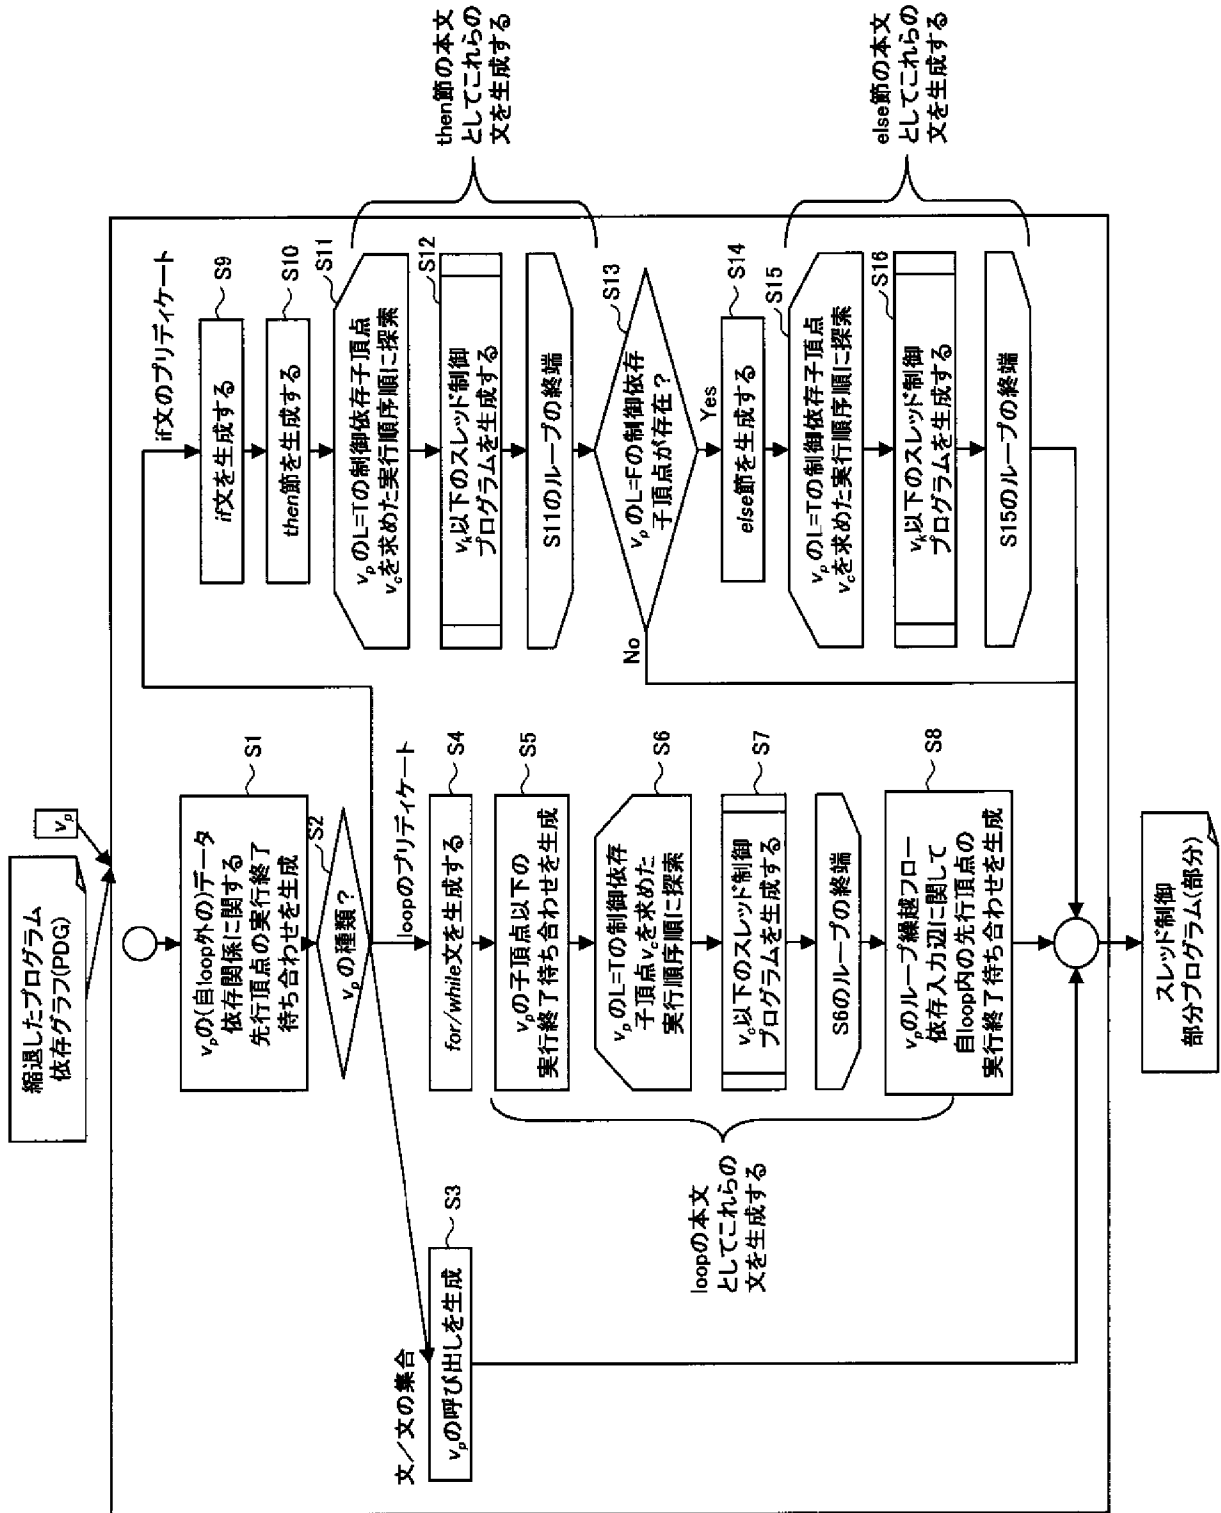 縮退したプログラム
依存グラフ(PDG)
vp
S1
vpの(自loop外の)データ
依存関係に関する
先行頂点の実行終了
待ち合わせを生成
S2
vpの種類?
文/文の集合
S3
vpの呼び出しを生成
loopのプリディケート
S4
for/while文を生成する
S5
vpの子頂点以下の
実行終了待ち合わせを生成
S6
vpのL=Tの制御依存
子頂点vcを求めた
実行順序順に探索
S7
vc以下のスレッド制御
プログラムを生成する
S6のループの終端
S8
vpのループ繰越フロー
依存入力辺に関して
自loop内の先行頂点の
実行終了待ち合わせを生成
loopの本文
としてこれらの
文を生成する
if文のプリディケート
S9
if文を生成する
S10
then節を生成する
S11
vpのL=Tの制御依存子頂点
vcを求めた実行順序順に探索
S12
vk以下のスレッド制御
プログラムを生成する
S11のループの終端
then節の本文
としてこれらの
文を生成する
S13
vpのL=Fの制御依存
子頂点が存在?
No
Yes
S14
else節を生成する
S15
vpのL=Tの制御依存子頂点
vcを求めた実行順序順に探索
S16
vk以下のスレッド制御
プログラムを生成する
S15のループの終端
else節の本文
としてこれらの
文を生成する
スレッド制御
部分プログラム(部分)